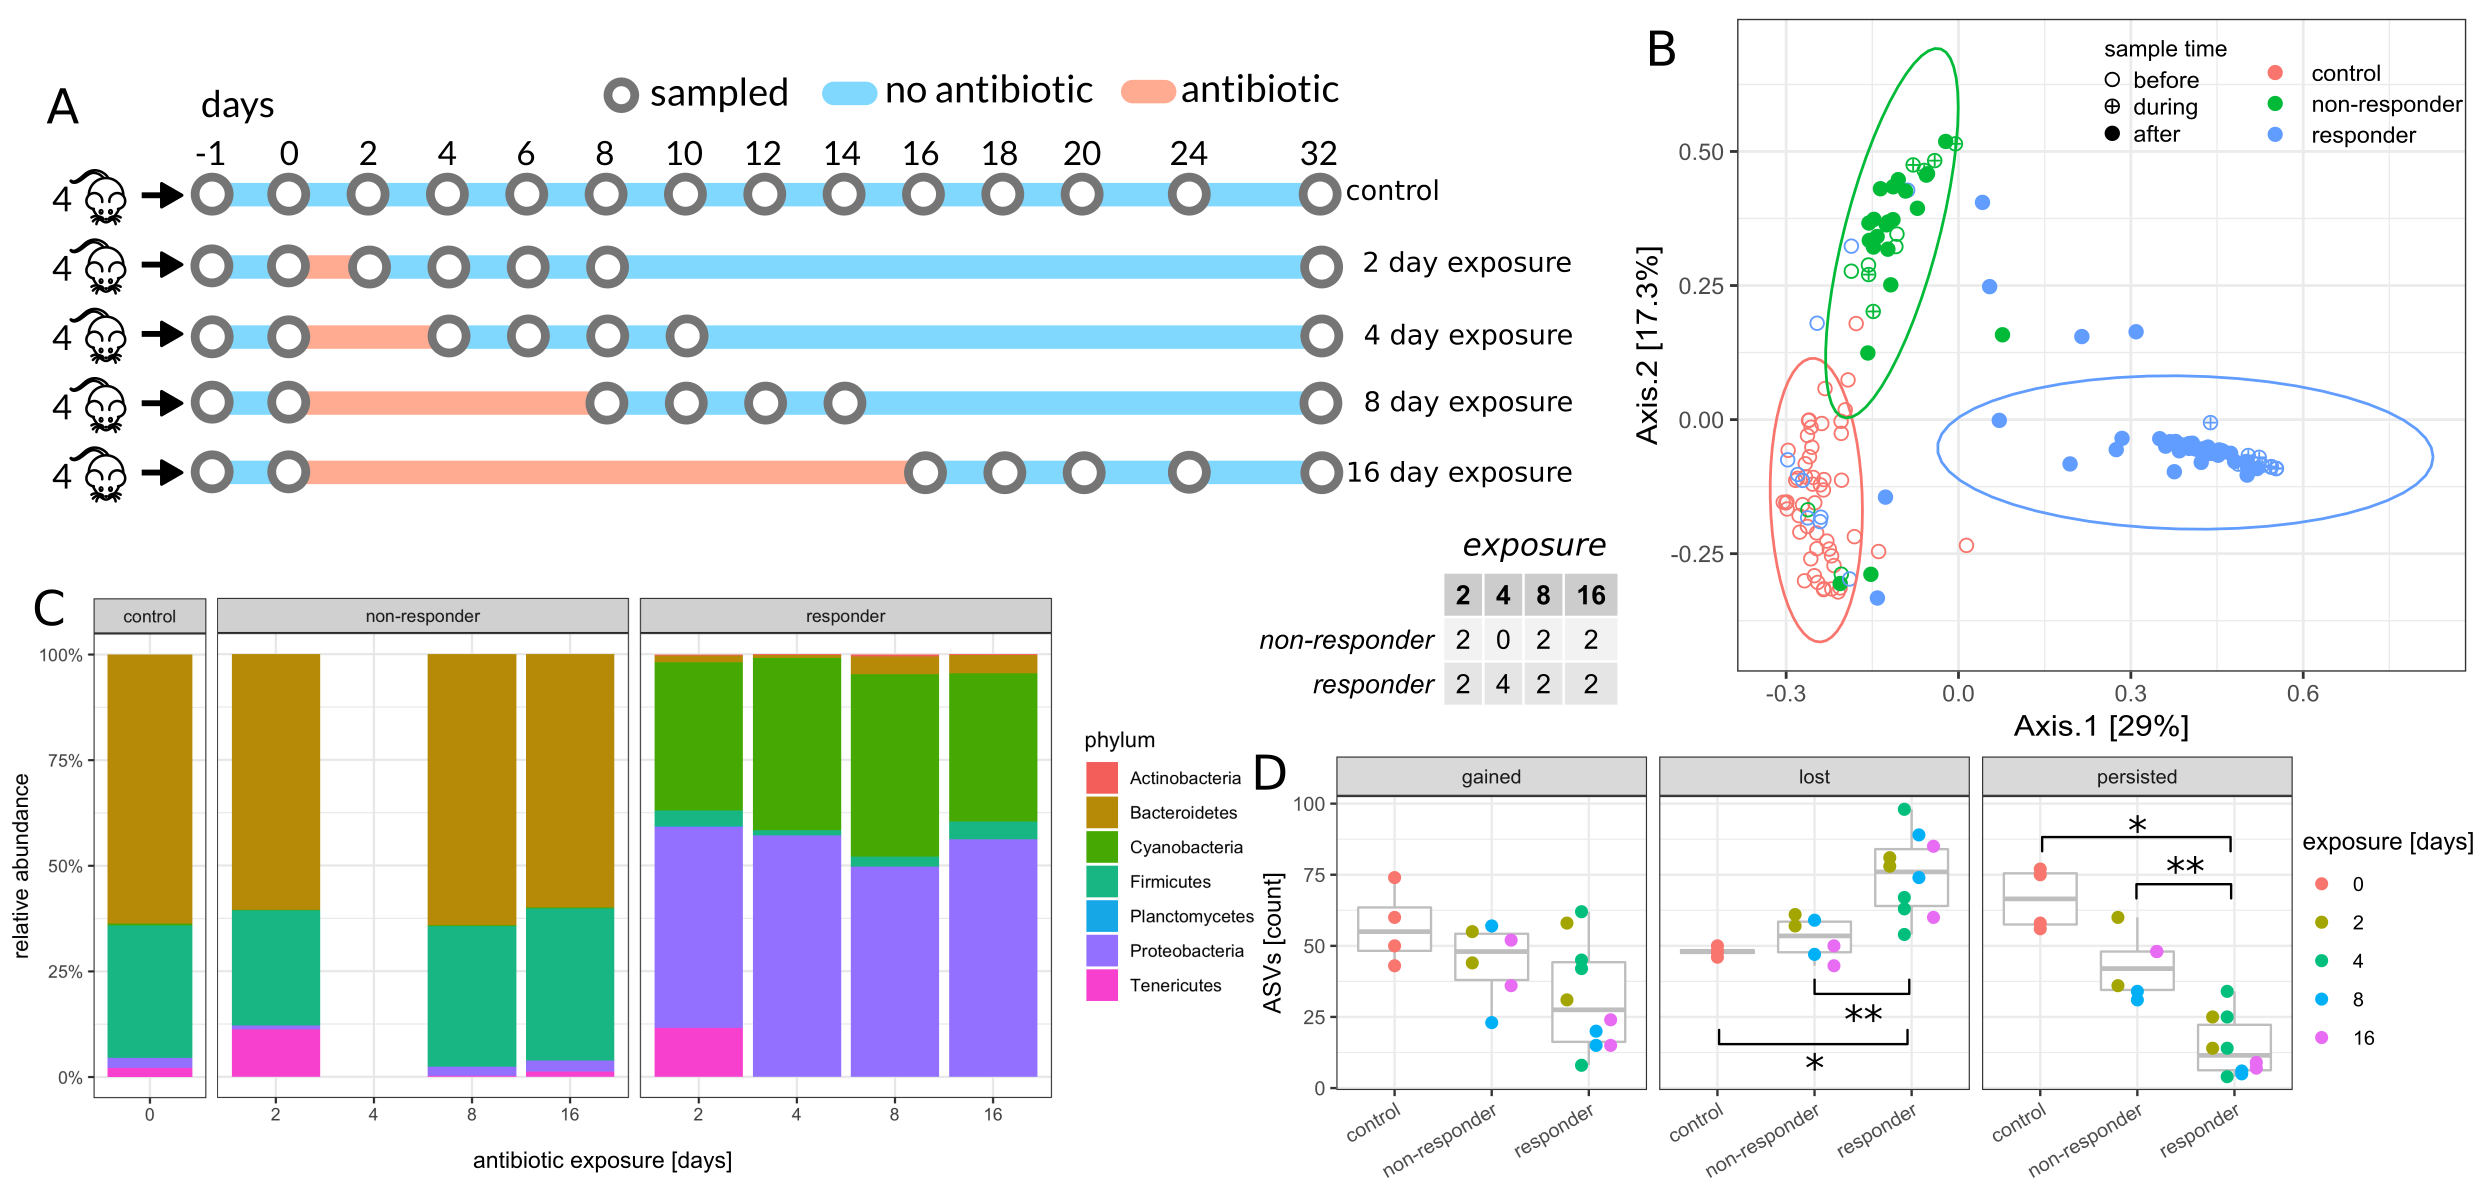 A
days
sampled
no antibiotic
antibiotic
-1 0 2 4 6 8 10 12 14 16 18 20 24 32
4 control
4 2 day exposure
4 4 day exposure
4 8 day exposure
4 16 day exposure
B
sample time
before
during
after
control
non-responder
responder
0.50
0.25
0.00
-0.25
Axis.2 [17.3%]
-0.3 0.0 0.3 0.6
Axis.1 [29%]
exposure
2 4 8 16
non-responder 2 0 2 2
responder 2 4 2 2
C
control non-responder responder
100%
75%
50%
25%
0%
relative abundance
0 2 4 8 16 2 4 8 16
antibiotic exposure [days]
phylum
Actinobacteria
Bacteroidetes
Cyanobacteria
Firmicutes
Planctomycetes
Proteobacteria
Tenericutes
D
gained lost persisted
100
75
50
25
0
ASVs [count]
*
**
**
*
control non-responder responder control non-responder responder control non-responder responder
exposure [days]
0
2
4
8
16